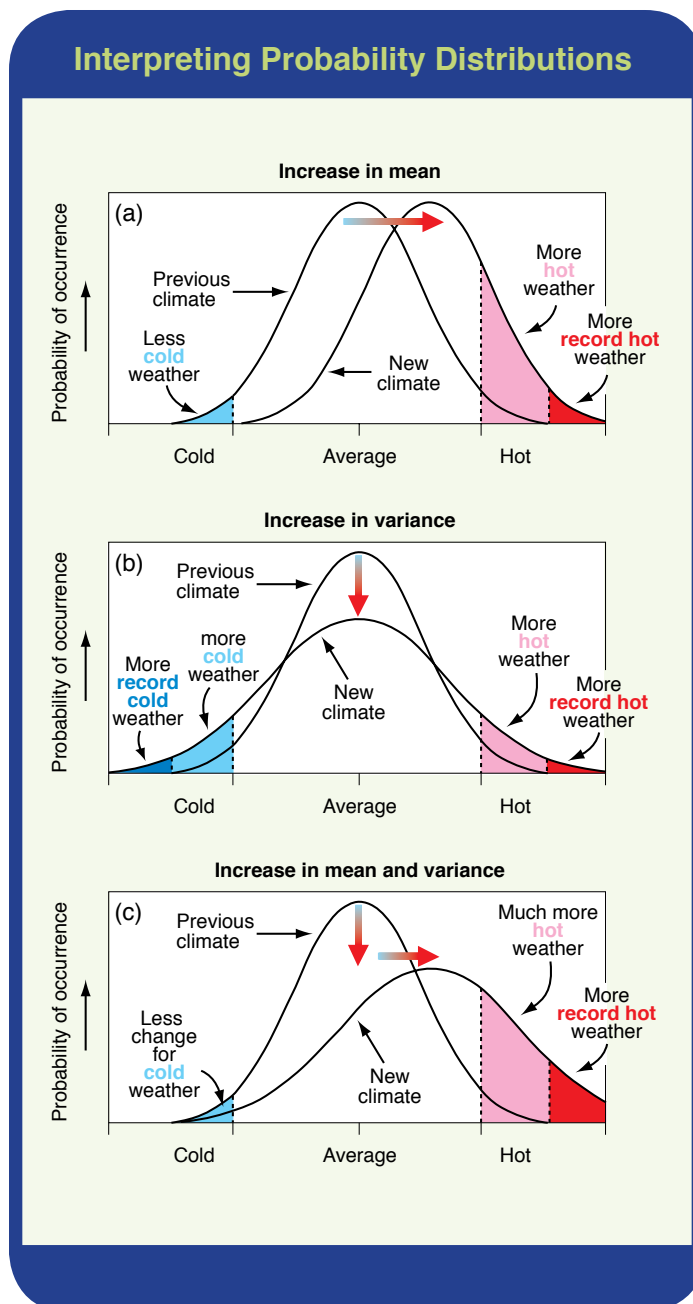 Interpreting Probability Distributions
Increase in mean
(a)
Probability of occurrence
Previous
climate
Less
cold
weather
New
climate
More
hot
weather
More
record hot
weather
Cold
Average
Hot
Increase in variance
(b)
Probability of occurrence
Previous
climate
more
cold
weather
More
record
cold
weather
New
climate
More
hot
weather
More
record hot
weather
Cold
Average
Hot
Increase in mean and variance
(c)
Probability of occurrence
Previous
climate
Less
change
for
cold
weather
New
climate
Much more
hot
weather
More
record hot
weather
Cold
Average
Hot